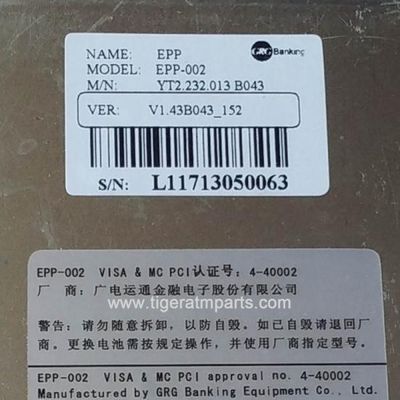 NAME: EPP
GRG Banking
MODEL: EPP-002
M/N: YT2.232.013 B043
VER: V1.43B043_152
S/N: L11713050063
EPP-002 VISA & MC PCI认证号: 4-40002
厂 商: 广电运通金融电子股份有限公司
www.tigeratmparts.com
警告: 请勿随意拆卸, 以防自毁。如已自毁请退回厂
商。更换电池需按规定操作, 并使用厂商指定型号。
EPP-002 VISA & MC PCI approval no. 4-40002
Manufactured by GRG Banking Equipment Co., Ltd.